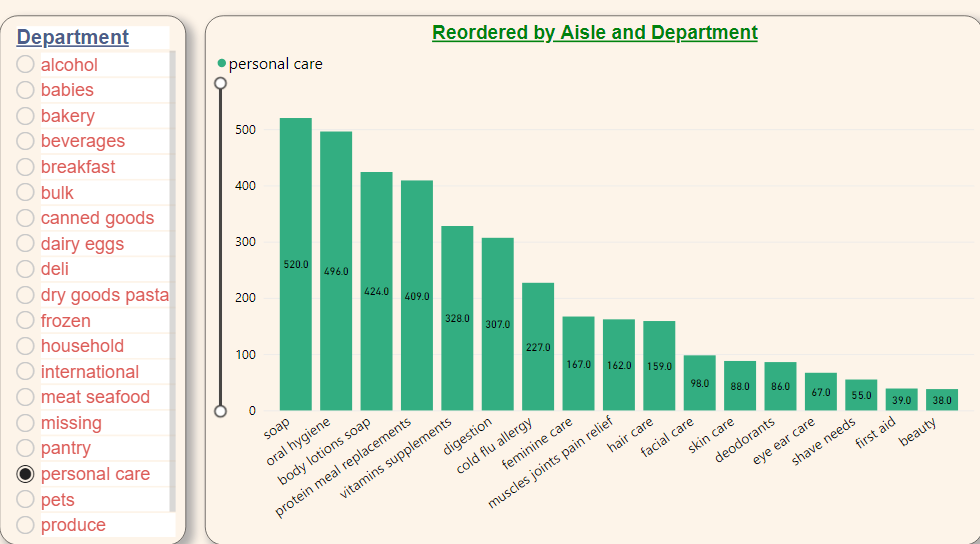 Department
alcohol
babies
bakery
beverages
breakfast
bulk
canned goods
dairy eggs
deli
dry goods pasta
frozen
household
international
meat seafood
missing
pantry
personal care
pets
produce
Reordered by Aisle and Department
personal care
500
400
300
200
100
0
520.0
496.0
424.0
409.0
328.0
307.0
227.0
167.0
162.0
159.0
98.0
88.0
86.0
67.0
55.0
39.0
38.0
soap
oral hygiene
body lotions soap
protein meal replacements
vitamins supplements
digestion
cold flu allergy
feminine care
muscles joints pain relief
hair care
facial care
skin care
deodorants
eye ear care
shave needs
first aid
beauty